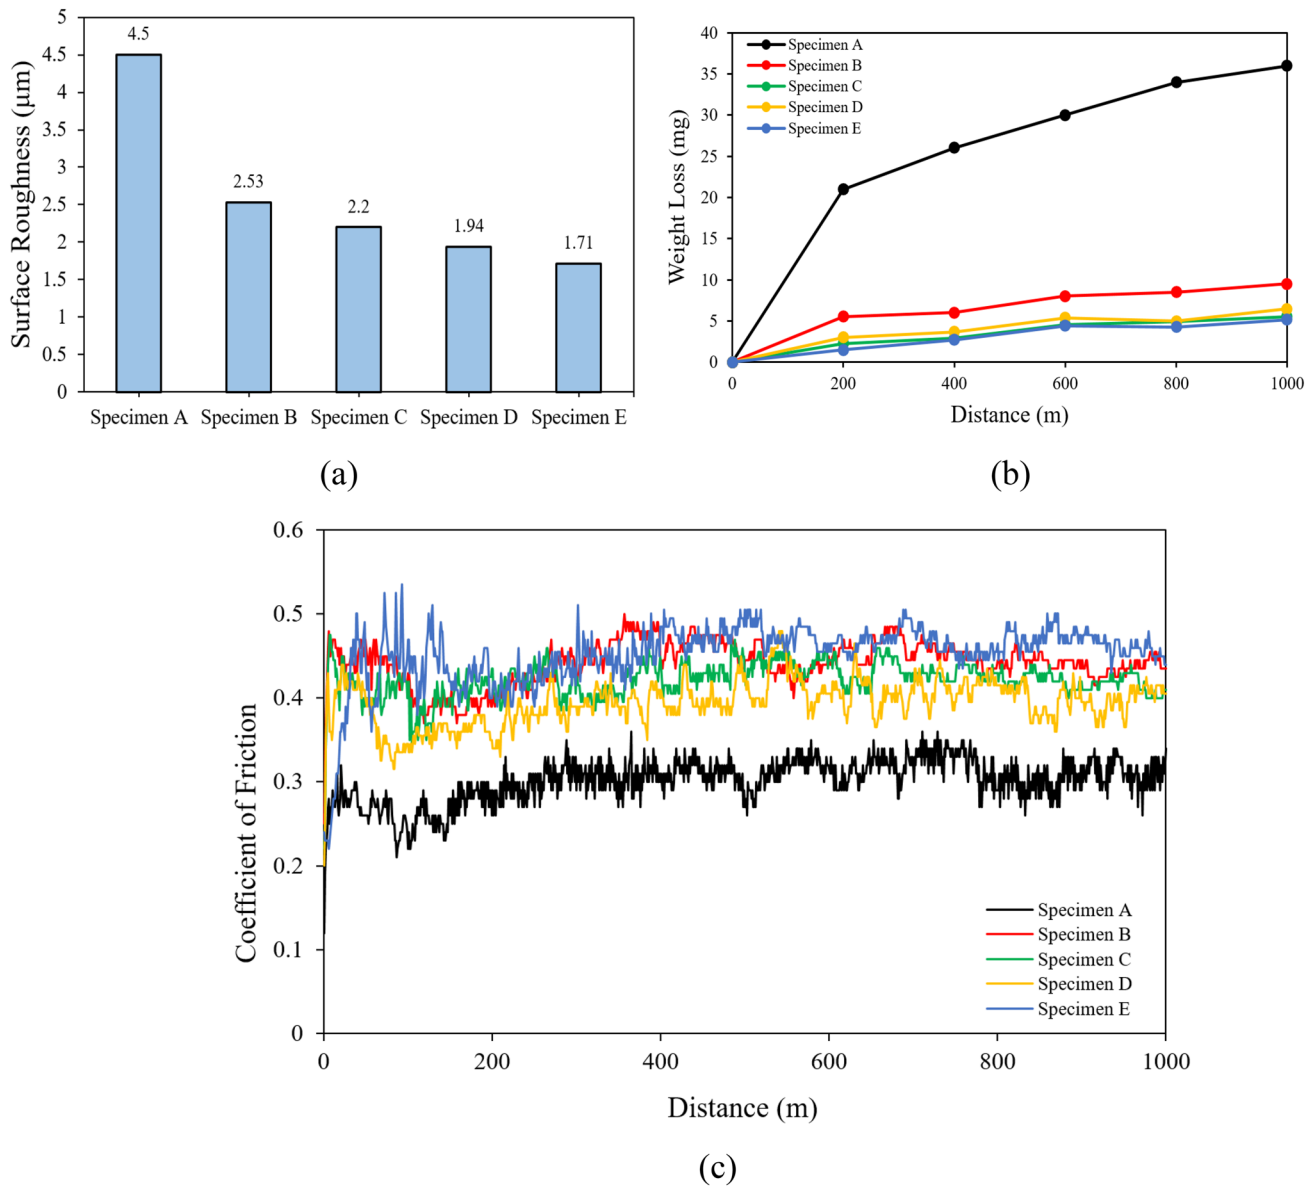 Surface Roughness (μm)
5
4.5
4
3.5
3
2.5
2
1.5
1
0.5
0
4.5
2.53
2.2
1.94
1.71
Specimen A Specimen B Specimen C Specimen D Specimen E
(a)
Weight Loss (mg)
40
35
30
25
20
15
10
5
0
Specimen A
Specimen B
Specimen C
Specimen D
Specimen E
0 200 400 600 800 1000
Distance (m)
(b)
Coefficient of Friction
0.6
0.5
0.4
0.3
0.2
0.1
0
Specimen A
Specimen B
Specimen C
Specimen D
Specimen E
0 200 400 600 800 1000
Distance (m)
(c)